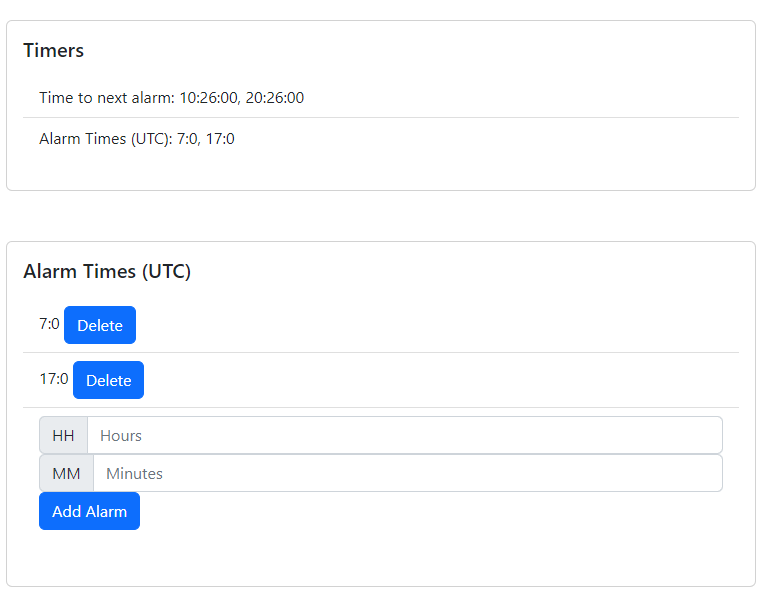 Timers
Time to next alarm: 10:26:00, 20:26:00
Alarm Times (UTC): 7:0, 17:0
Alarm Times (UTC)
7:0 Delete
17:0 Delete
HH Hours
MM Minutes
Add Alarm